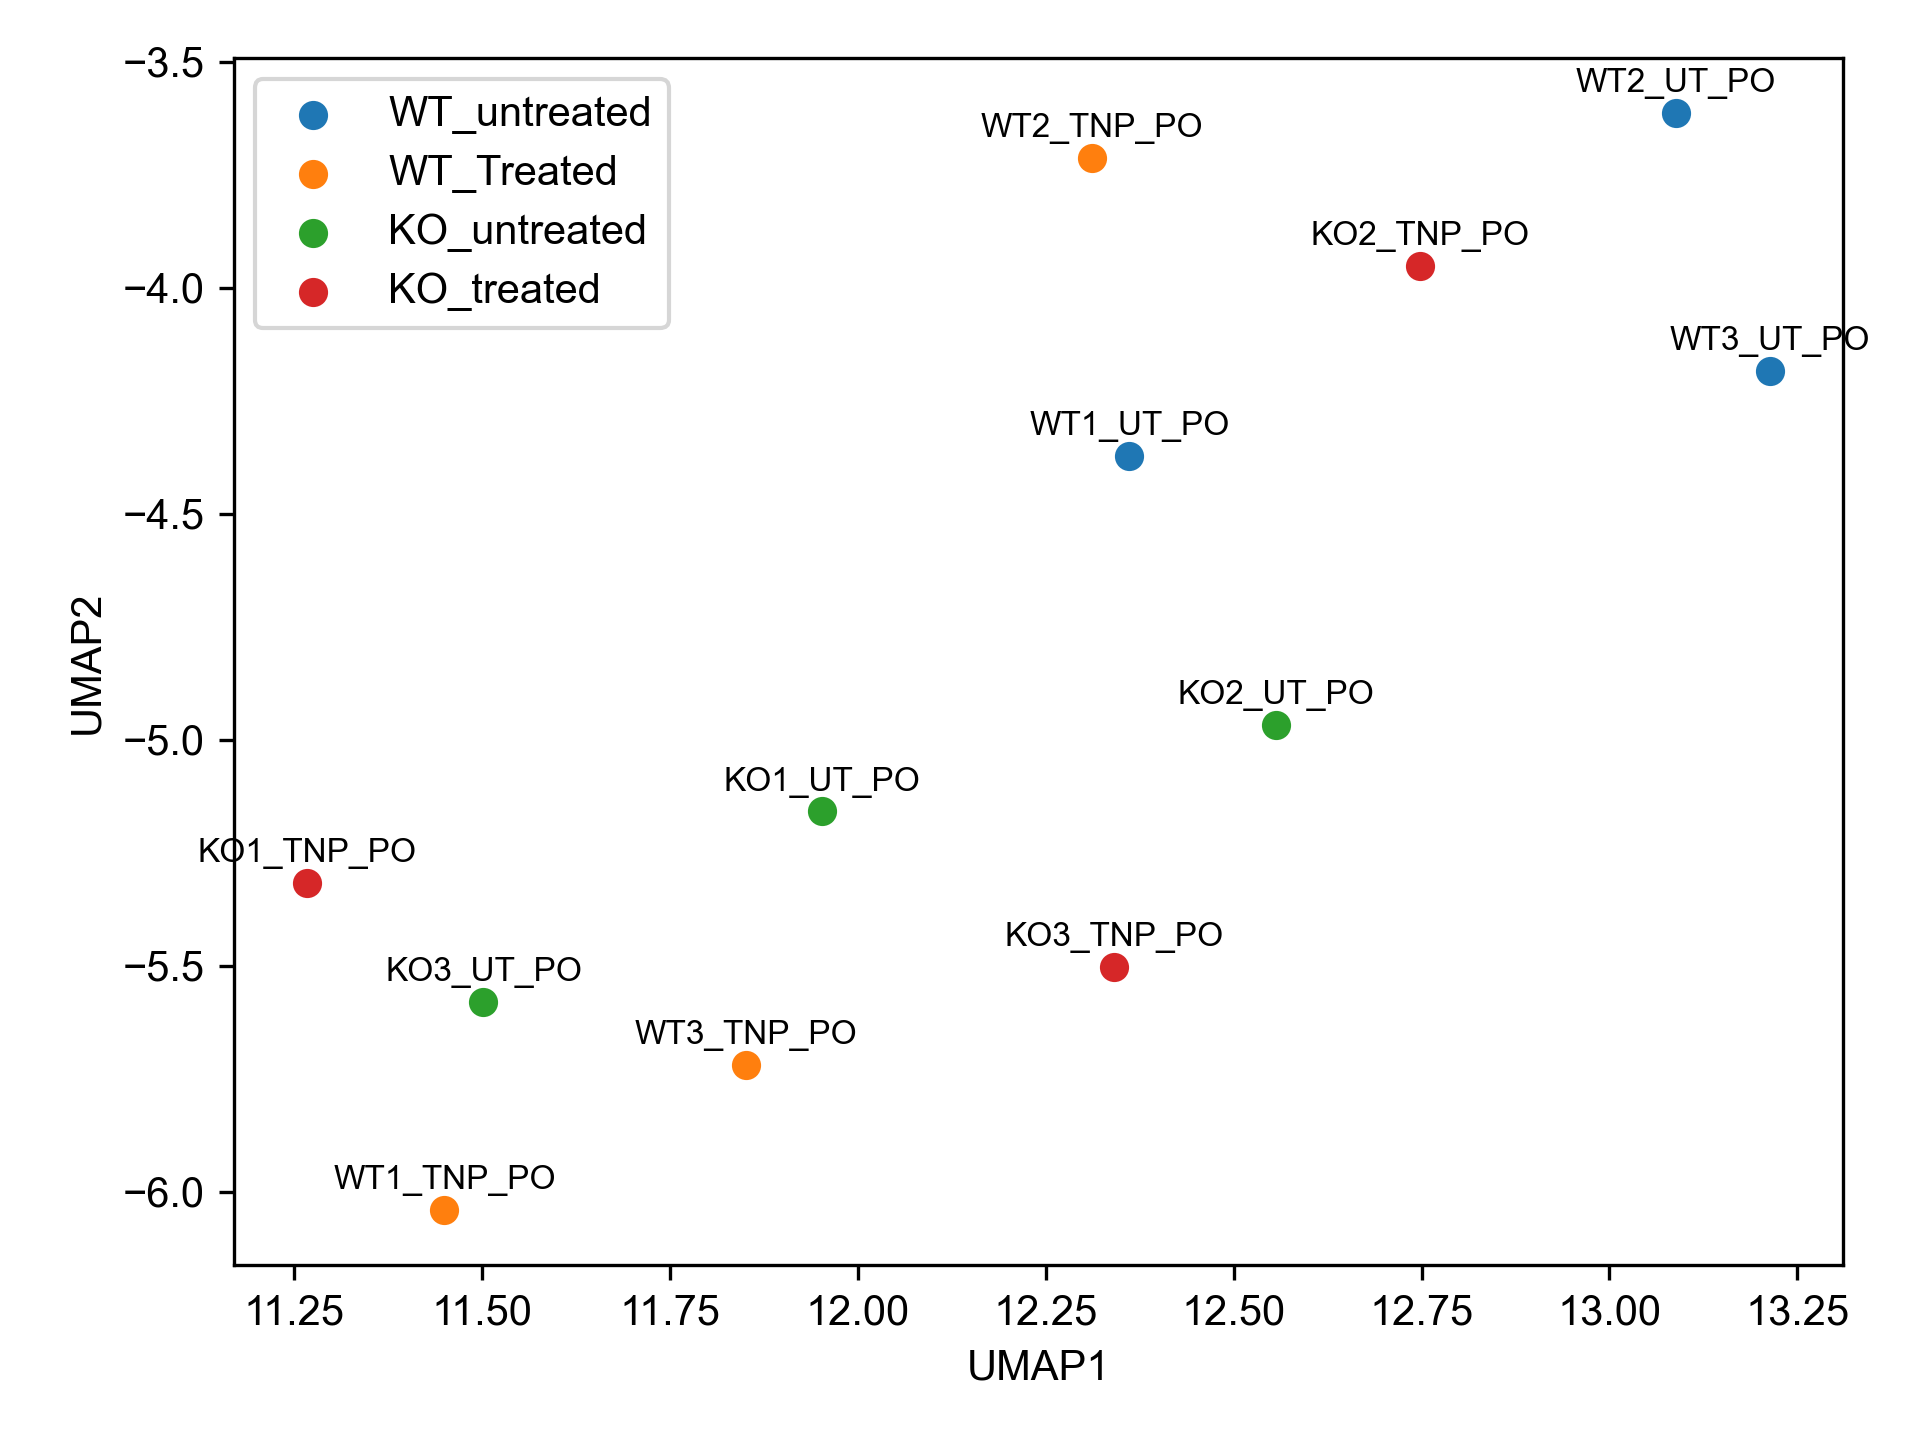 −3.5
−4.0
−4.5
−5.0
−5.5
−6.0
UMAP2
WT_untreated
WT_Treated
KO_untreated
KO_treated
WT2_UT_PO
WT2_TNP_PO
KO2_TNP_PO
WT3_UT_PO
WT1_UT_PO
KO2_UT_PO
KO1_UT_PO
KO1_TNP_PO
KO3_TNP_PO
KO3_UT_PO
WT3_TNP_PO
WT1_TNP_PO
11.25 11.50 11.75 12.00 12.25 12.50 12.75 13.00 13.25
UMAP1